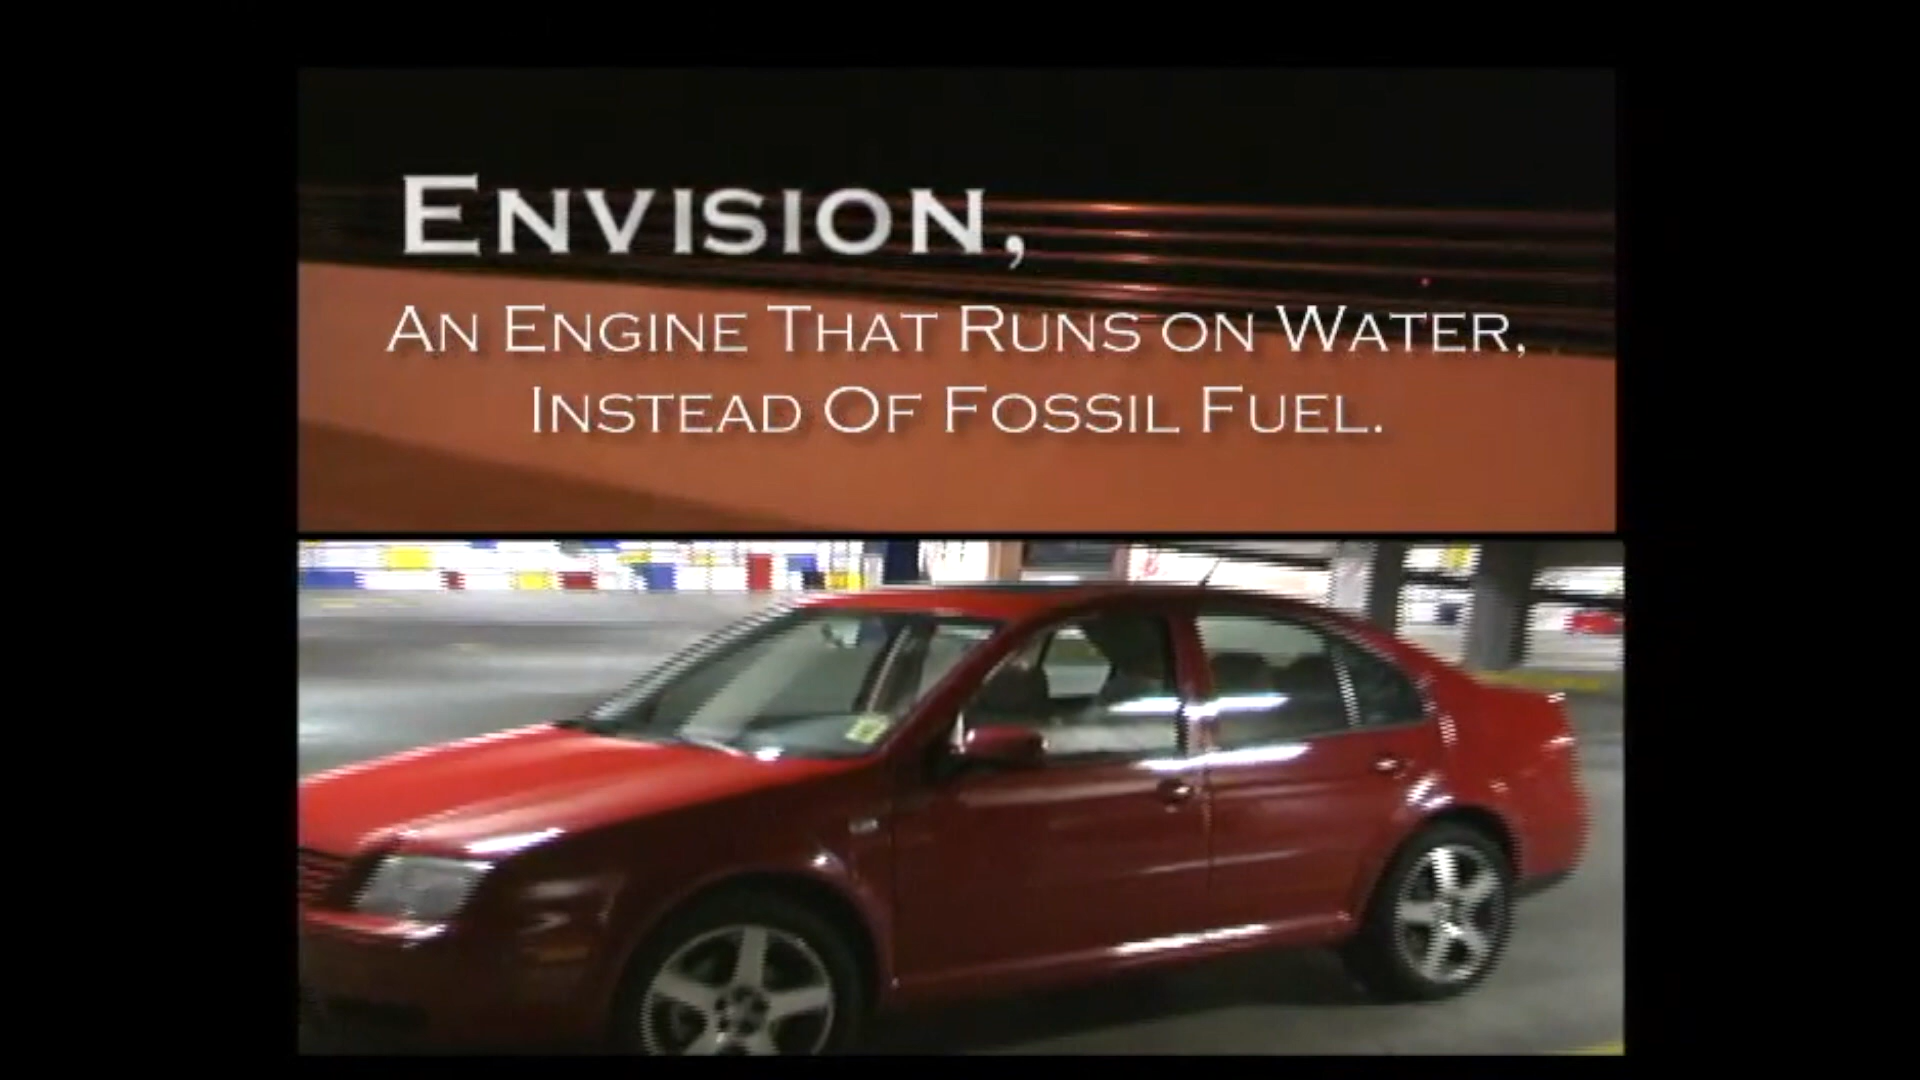 Envision,
An Engine That Runs on Water,
Instead Of Fossil Fuel.